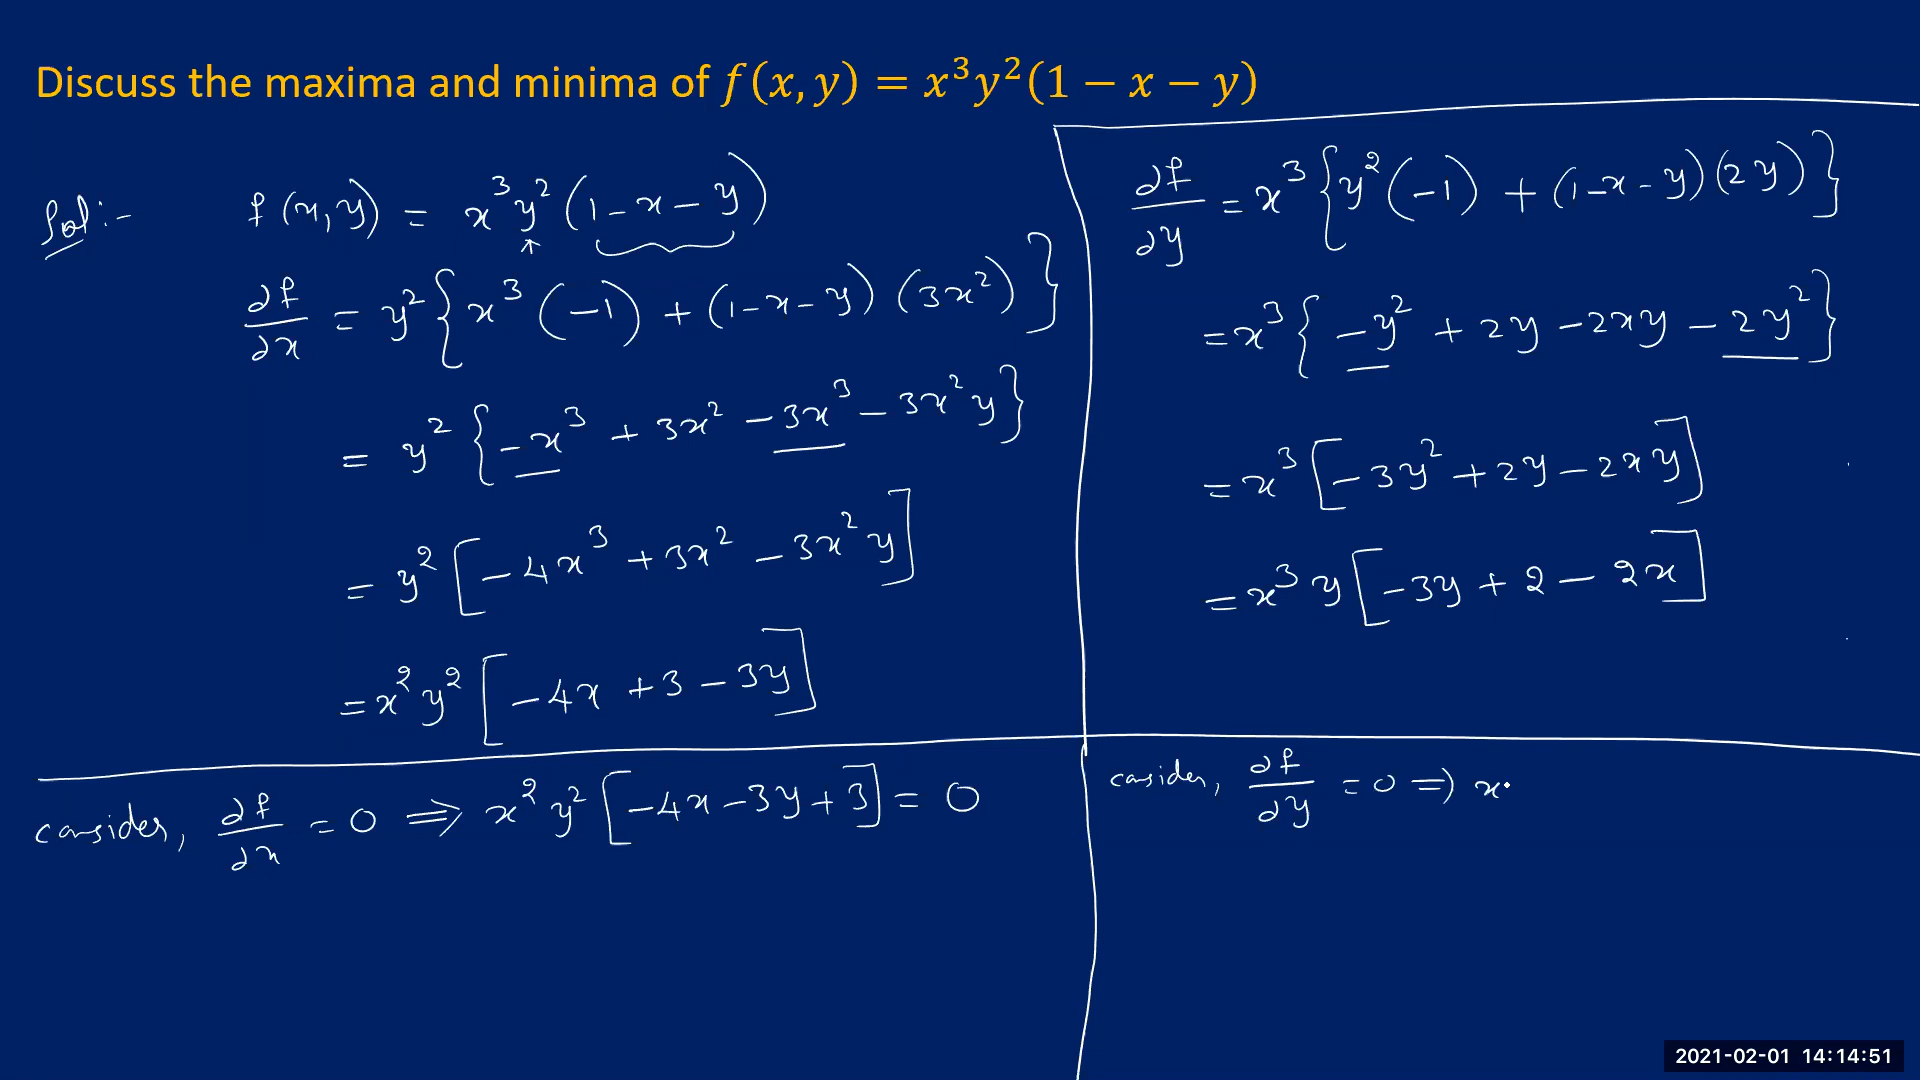 Discuss the maxima and minima of f(x, y) = x³y²(1 − x − y)
Sol:-
f(x,y) = x³y²(1-x-y)
∂f/∂x = y²{x³(-1) + (1-x-y)(3x²)}
= y²{-x³ + 3x² - 3x³ - 3x²y}
= y²[-4x³ + 3x² - 3x²y]
= x²y²[-4x + 3 - 3y]
∂f/∂y = x³{y²(-1) + (1-x-y)(2y)}
= x³{-y² + 2y - 2xy - 2y²}
= x³[-3y² + 2y - 2xy]
= x³y[-3y + 2 - 2x]
consider, ∂f/∂x = 0 ⇒ x²y²[-4x-3y+3] = 0
consider, ∂f/∂y = 0 ⇒ x
2021-02-01 14:14:51